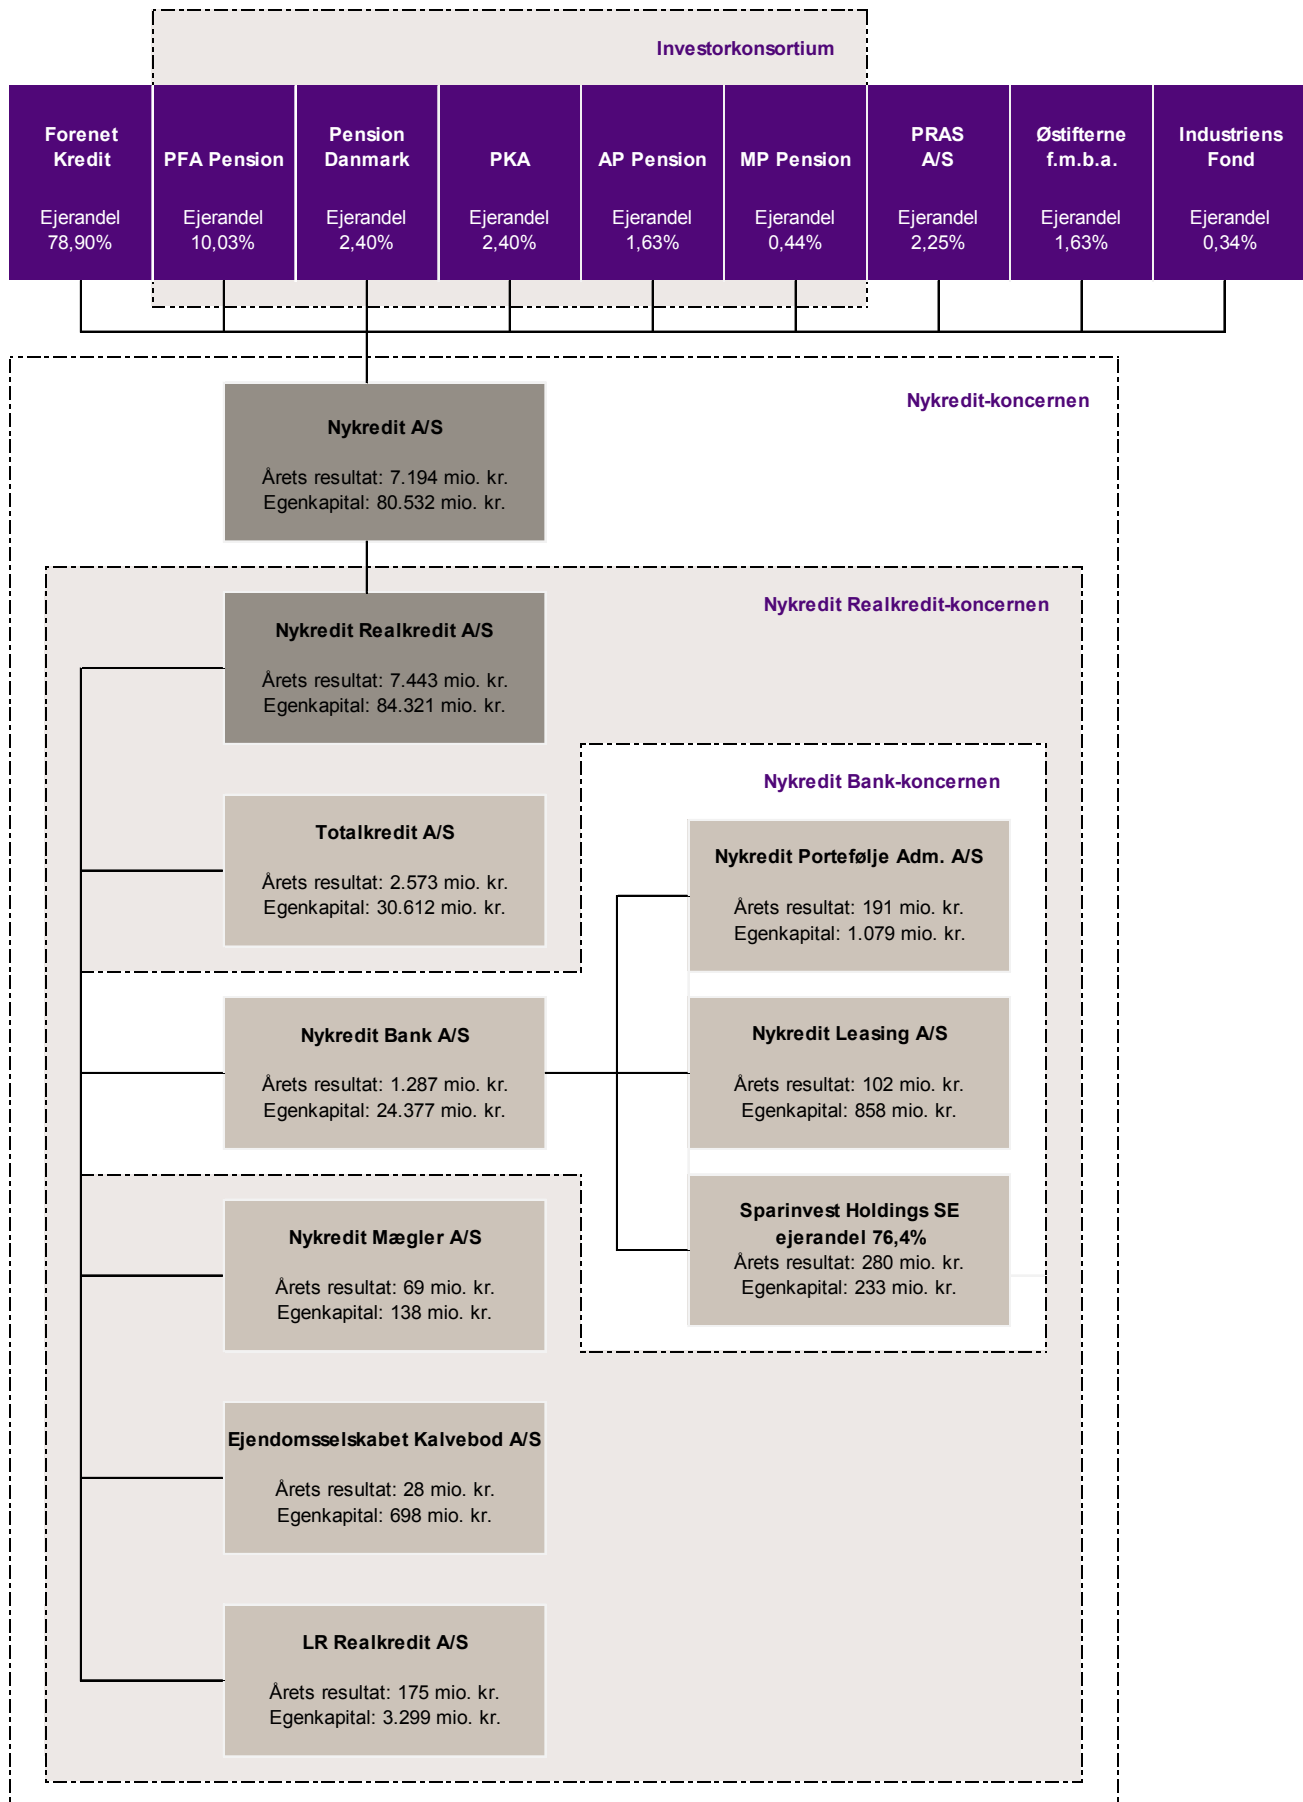 Investorkonsortium
Forenet
Kredit
Ejerandel
78,90%
PFA Pension
Ejerandel
10,03%
Pension
Danmark
Ejerandel
2,40%
PKA
Ejerandel
2,40%
AP Pension
Ejerandel
1,63%
MP Pension
Ejerandel
0,44%
PRAS
A/S
Ejerandel
2,25%
Østifterne
f.m.b.a.
Ejerandel
1,63%
Industriens
Fond
Ejerandel
0,34%
Nykredit-koncernen
Nykredit A/S
Årets resultat: 7.194 mio. kr.
Egenkapital: 80.532 mio. kr.
Nykredit Realkredit-koncernen
Nykredit Realkredit A/S
Årets resultat: 7.443 mio. kr.
Egenkapital: 84.321 mio. kr.
Totalkredit A/S
Årets resultat: 2.573 mio. kr.
Egenkapital: 30.612 mio. kr.
Nykredit Bank-koncernen
Nykredit Portefølje Adm. A/S
Årets resultat: 191 mio. kr.
Egenkapital: 1.079 mio. kr.
Nykredit Bank A/S
Årets resultat: 1.287 mio. kr.
Egenkapital: 24.377 mio. kr.
Nykredit Leasing A/S
Årets resultat: 102 mio. kr.
Egenkapital: 858 mio. kr.
Sparinvest Holdings SE
ejerandel 76,4%
Årets resultat: 280 mio. kr.
Egenkapital: 233 mio. kr.
Nykredit Mægler A/S
Årets resultat: 69 mio. kr.
Egenkapital: 138 mio. kr.
Ejendomsselskabet Kalvebod A/S
Årets resultat: 28 mio. kr.
Egenkapital: 698 mio. kr.
LR Realkredit A/S
Årets resultat: 175 mio. kr.
Egenkapital: 3.299 mio. kr.